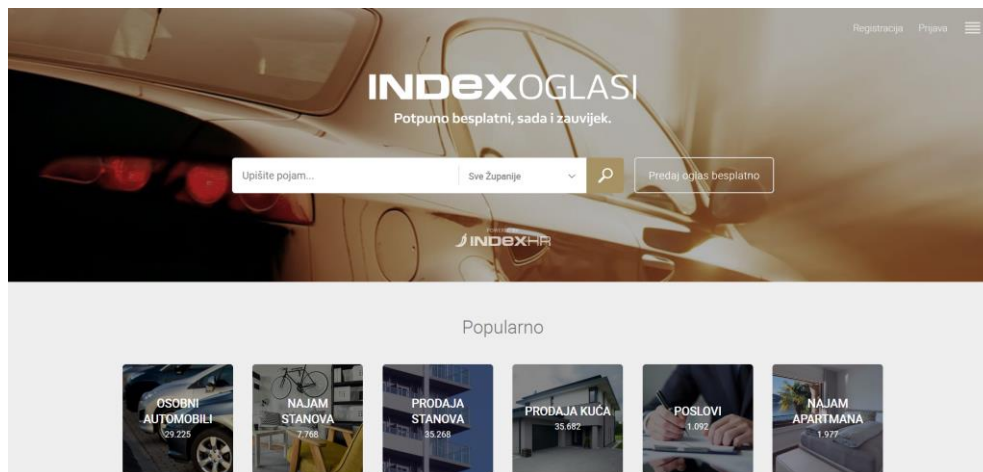 Registracija Prijava
INDEXOGLASI
Potpuno besplatni, sada i zauvijek.
Upišite pojam... Sve Županije Predaj oglas besplatno
INDEXHR
Popularno
OSOBNI
AUTOMOBILI
29.225
NAJAM
STANOVA
7.768
PRODAJA
STANOVA
35.268
PRODAJA KUĆA
35.682
POSLOVI
1.092
NAJAM
APARTMANA
1.977